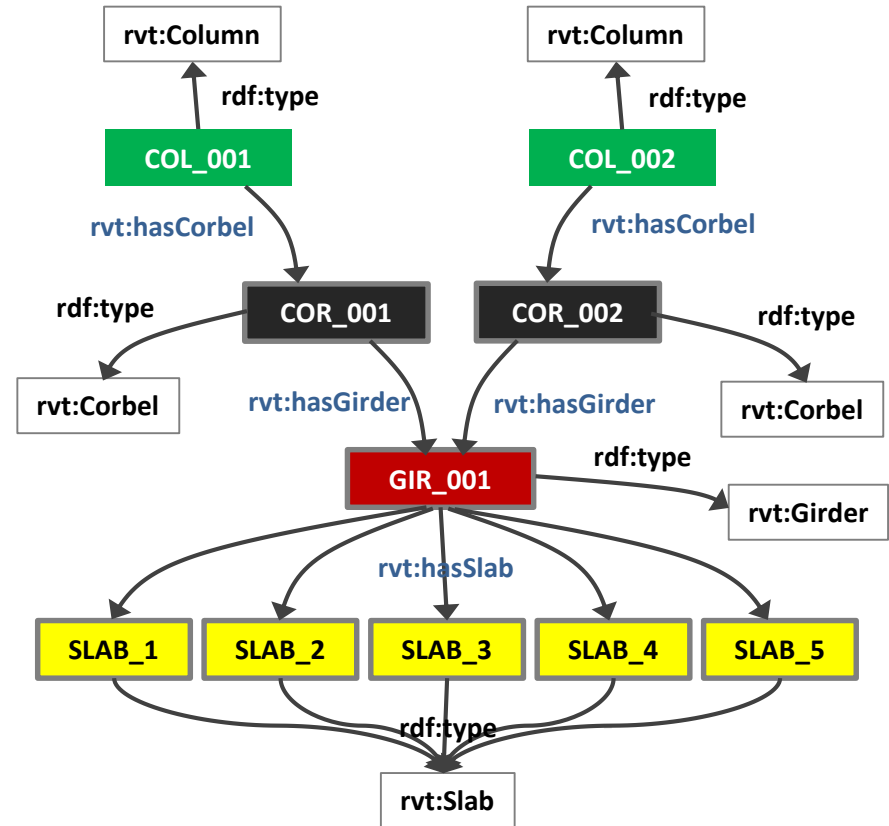 rvt:Column
rvt:Column
rdf:type
rdf:type
COL_001
COL_002
rvt:hasCorbel
rvt:hasCorbel
COR_001
COR_002
rdf:type
rdf:type
rvt:Corbel
rvt:Corbel
rvt:hasGirder
rvt:hasGirder
GIR_001
rdf:type
rvt:Girder
rvt:hasSlab
SLAB_1
SLAB_2
SLAB_3
SLAB_4
SLAB_5
rdf:type
rvt:Slab